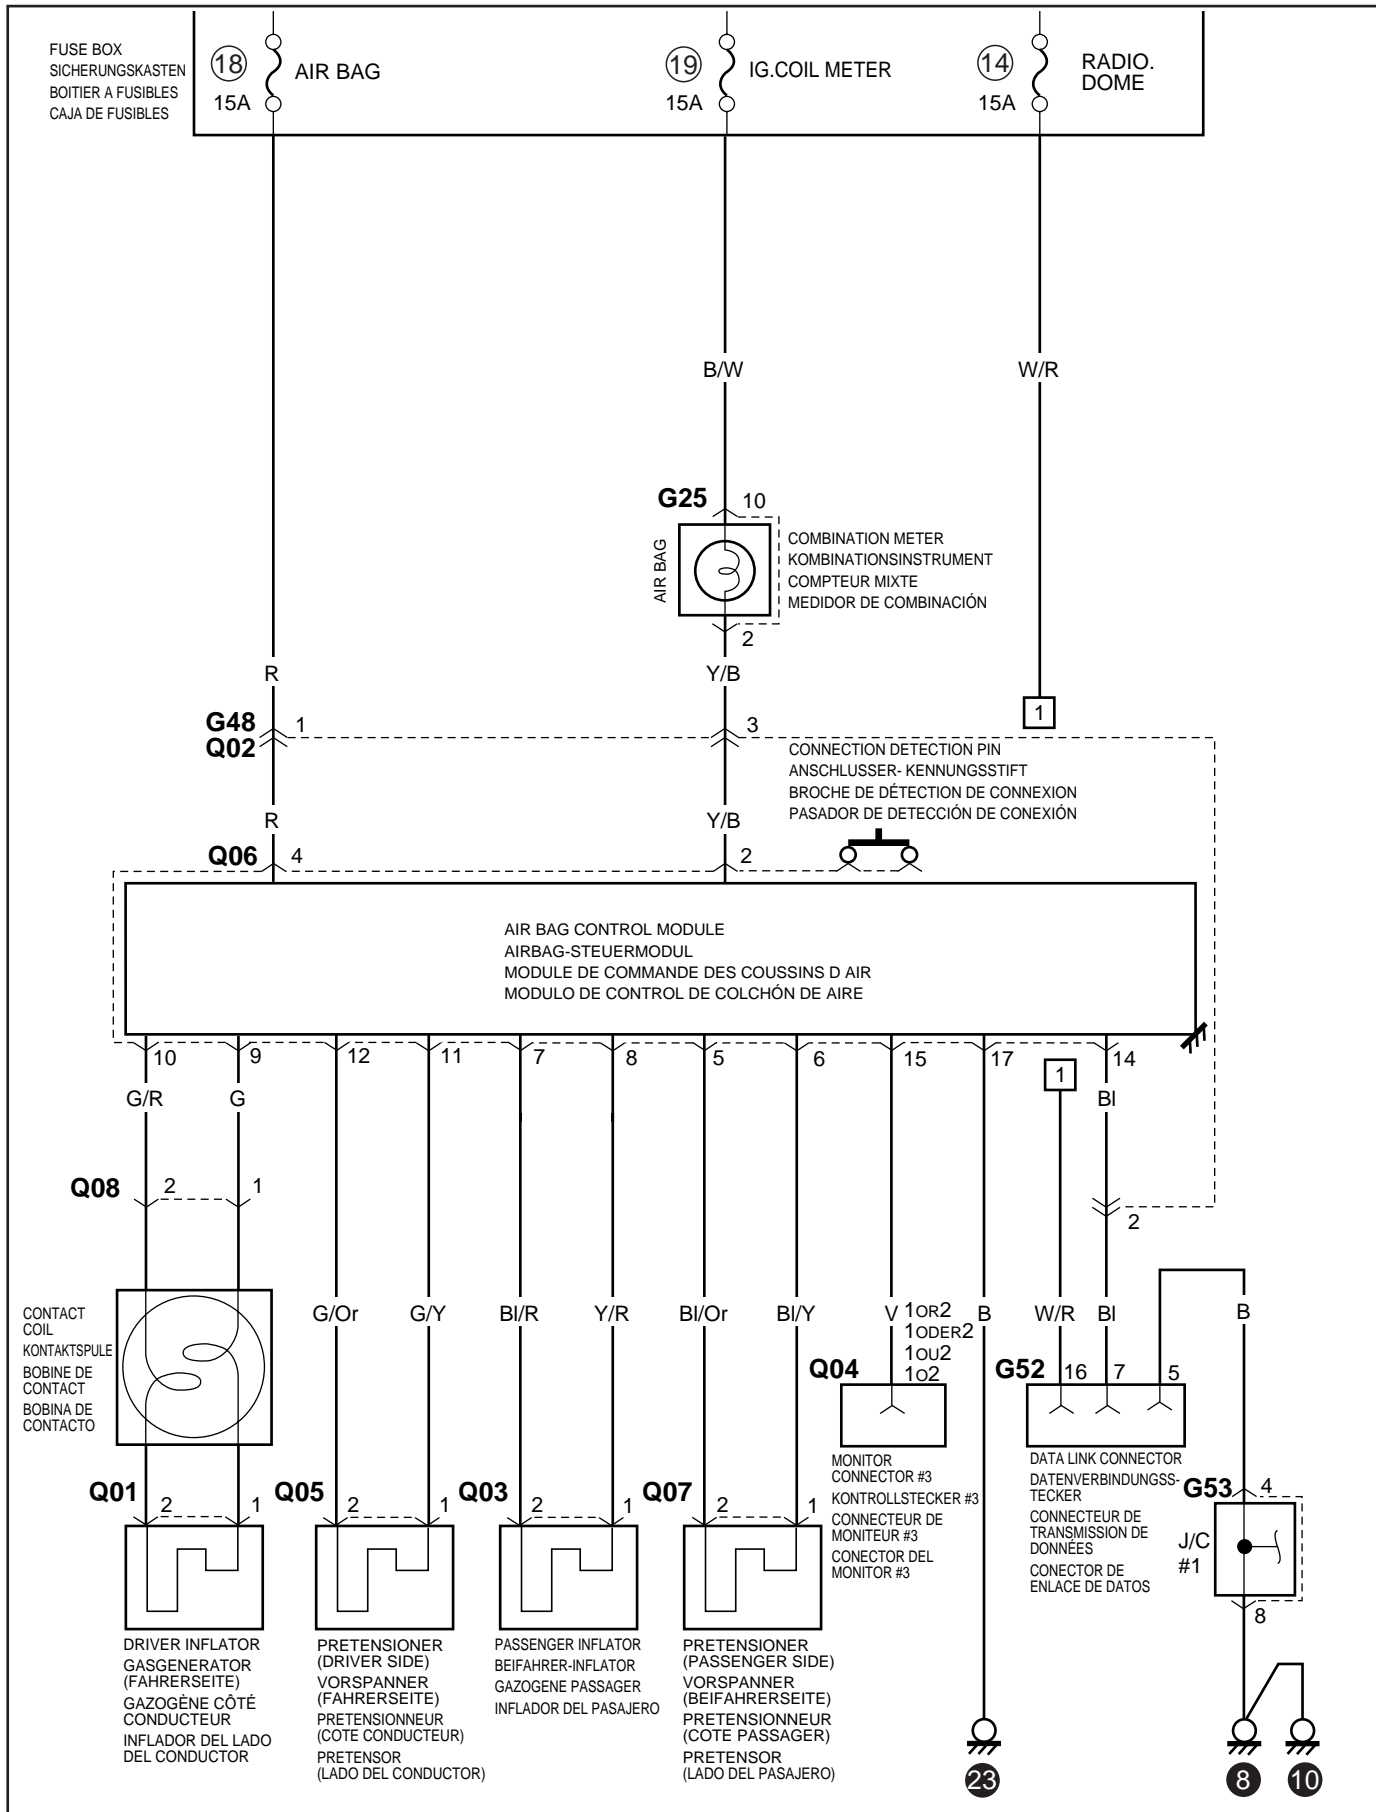 FUSE BOX
SICHERUNGSKASTEN
BOITIER A FUSIBLES
CAJA DE FUSIBLES
18
15A
AIR BAG
19
15A
IG.COIL METER
14
15A
RADIO.
DOME
B/W
W/R
G25
10
AIR BAG
COMBINATION METER
KOMBINATIONSINSTRUMENT
COMPTEUR MIXTE
MEDIDOR DE COMBINACIÓN
2
R
Y/B
1
G48
Q02
1
3
CONNECTION DETECTION PIN
ANSCHLUSSER- KENNUNGSSTIFT
BROCHE DE DÉTECTION DE CONNEXION
PASADOR DE DETECCIÓN DE CONEXIÓN
R
Y/B
Q06
4
2
AIR BAG CONTROL MODULE
AIRBAG-STEUERMODUL
MODULE DE COMMANDE DES COUSSINS D AIR
MODULO DE CONTROL DE COLCHÓN DE AIRE
10
9
12
11
7
8
5
6
15
17
1
14
G/R
G
Bl
Q08
2
1
2
CONTACT
COIL
KONTAKTSPULE
BOBINE DE
CONTACT
BOBINA DE
CONTACTO
G/Or
G/Y
Bl/R
Y/R
Bl/Or
Bl/Y
V
1OR2
1ODER2
1OU2
1O2
B
W/R
Bl
B
Q04
G52
16
7
5
MONITOR
CONNECTOR #3
KONTROLLSTECKER #3
CONNECTEUR DE
MONITEUR #3
CONECTOR DEL
MONITOR #3
DATA LINK CONNECTOR
DATENVERBINDUNGSS-
TECKER
CONNECTEUR DE
TRANSMISSION DE
DONNÉES
CONECTOR DE
ENLACE DE DATOS
G53
4
J/C
#1
8
Q01
2
1
Q05
2
1
Q03
2
1
Q07
2
1
DRIVER INFLATOR
GASGENERATOR
(FAHRERSEITE)
GAZOGÈNE CÔTÉ
CONDUCTEUR
INFLADOR DEL LADO
DEL CONDUCTOR
PRETENSIONER
(DRIVER SIDE)
VORSPANNER
(FAHRERSEITE)
PRETENSIONNEUR
(COTE CONDUCTEUR)
PRETENSOR
(LADO DEL CONDUCTOR)
PASSENGER INFLATOR
BEIFAHRER-INFLATOR
GAZOGENE PASSAGER
INFLADOR DEL PASAJERO
PRETENSIONER
(PASSENGER SIDE)
VORSPANNER
(BEIFAHRERSEITE)
PRETENSIONNEUR
(COTE PASSAGER)
PRETENSOR
(LADO DEL PASAJERO)
23
8
10